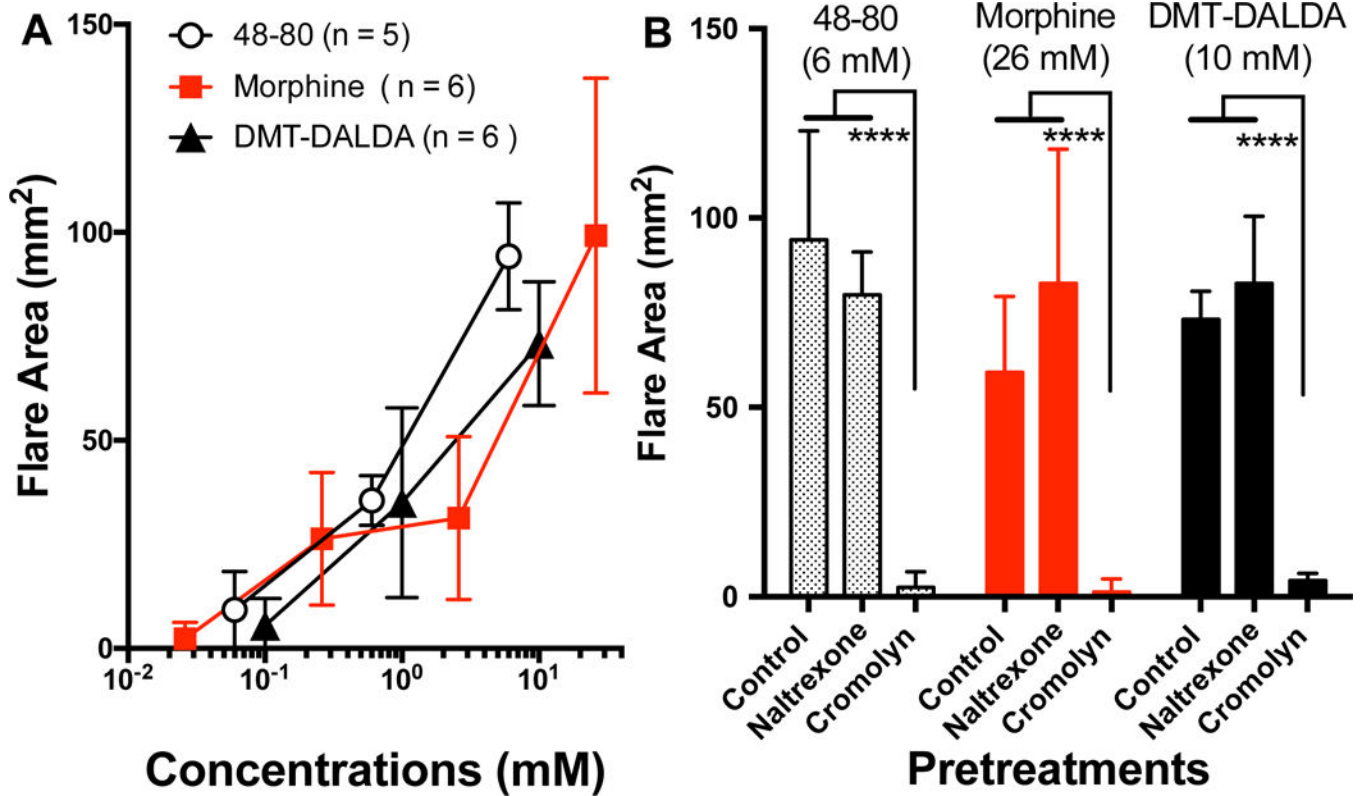 A
150
100
50
0
Flare Area (mm²)
48-80 (n = 5)
Morphine ( n = 6)
DMT-DALDA (n = 6 )
10⁻² 10⁻¹ 10⁰ 10¹
Concentrations (mM)
B
150
100
50
0
Flare Area (mm²)
48-80
(6 mM)
Morphine
(26 mM)
DMT-DALDA
(10 mM)
**** **** ****
Control
Naltrexone
Cromolyn
Control
Naltrexone
Cromolyn
Control
Naltrexone
Cromolyn
Pretreatments